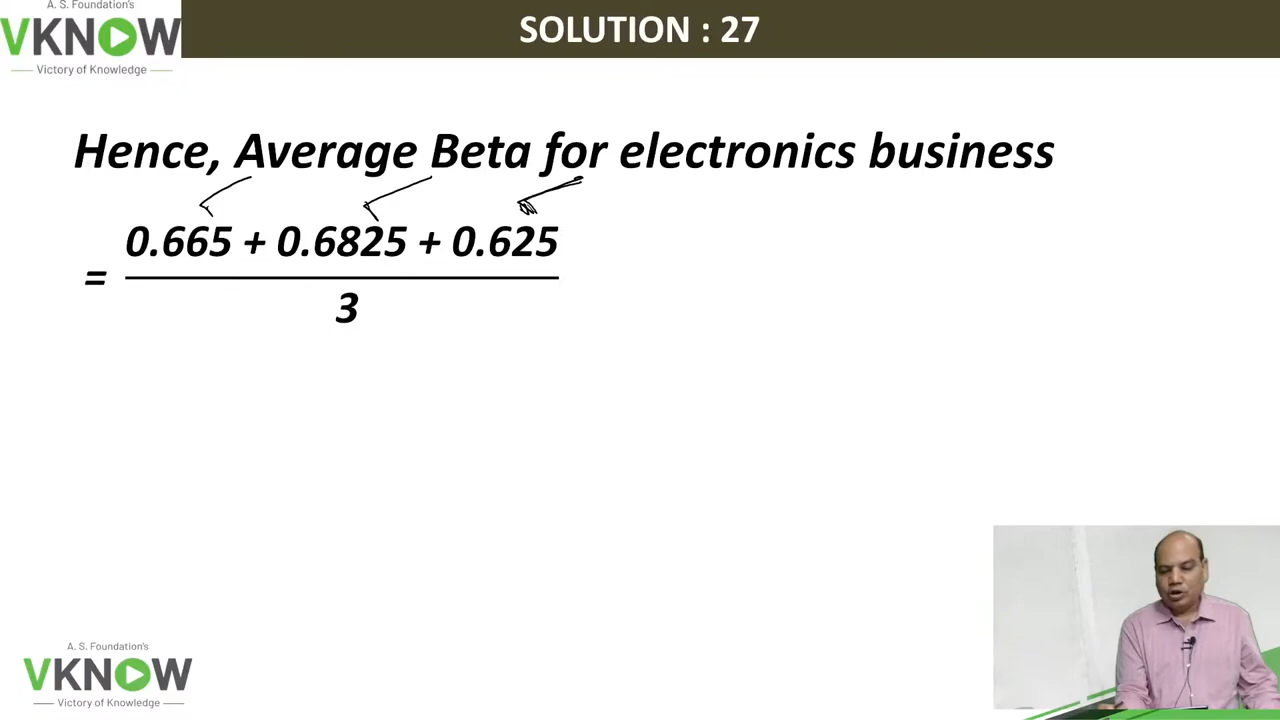 A. S. Foundation's
VKNOW
Victory of Knowledge
SOLUTION : 27
Hence, Average Beta for electronics business
= 0.665 + 0.6825 + 0.625
3
A. S. Foundation's
VKNOW
Victory of Knowledge